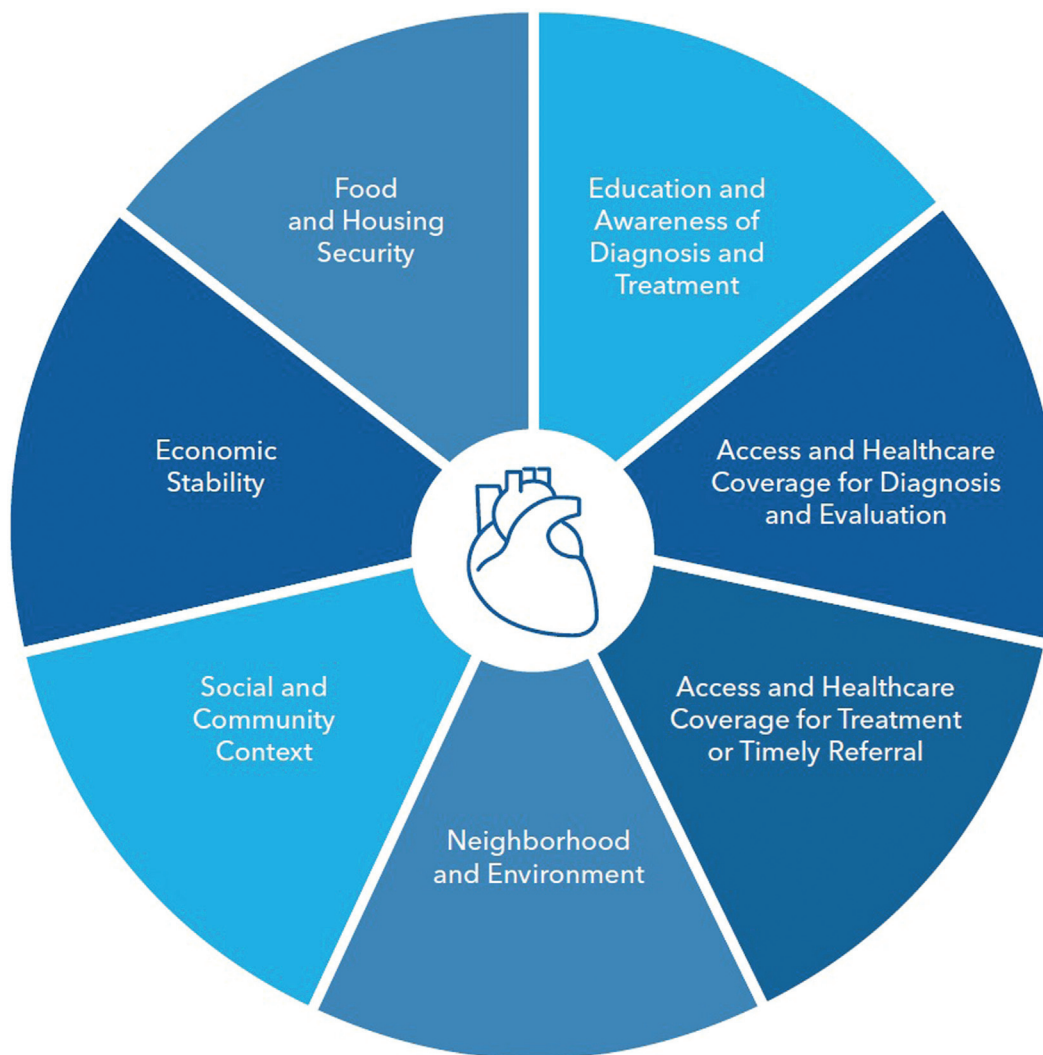 Food
and Housing
Security
Education and
Awareness of
Diagnosis and
Treatment
Economic
Stability
Access and Healthcare
Coverage for Diagnosis
and Evaluation
Social and
Community
Context
Access and Healthcare
Coverage for Treatment
or Timely Referral
Neighborhood
and Environment